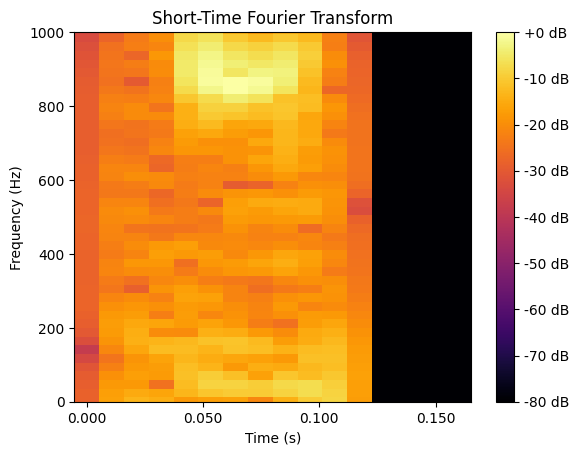 Short-Time Fourier Transform
1000
800
600
400
200
0
Frequency (Hz)
0.000
0.050
0.100
0.150
Time (s)
+0 dB
-10 dB
-20 dB
-30 dB
-40 dB
-50 dB
-60 dB
-70 dB
-80 dB